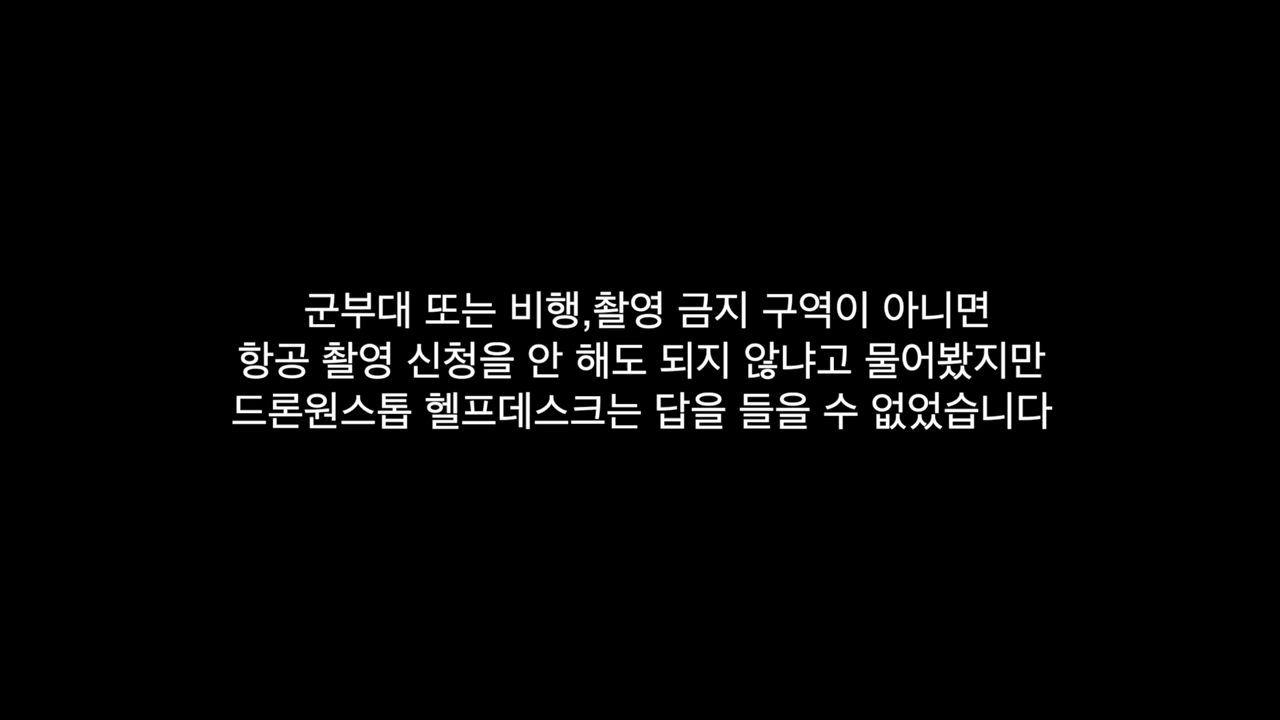 군부대 또는 비행,촬영 금지 구역이 아니면
항공 촬영 신청을 안 해도 되지 않냐고 물어봤지만
드론원스톱 헬프데스크는 답을 들을 수 없었습니다